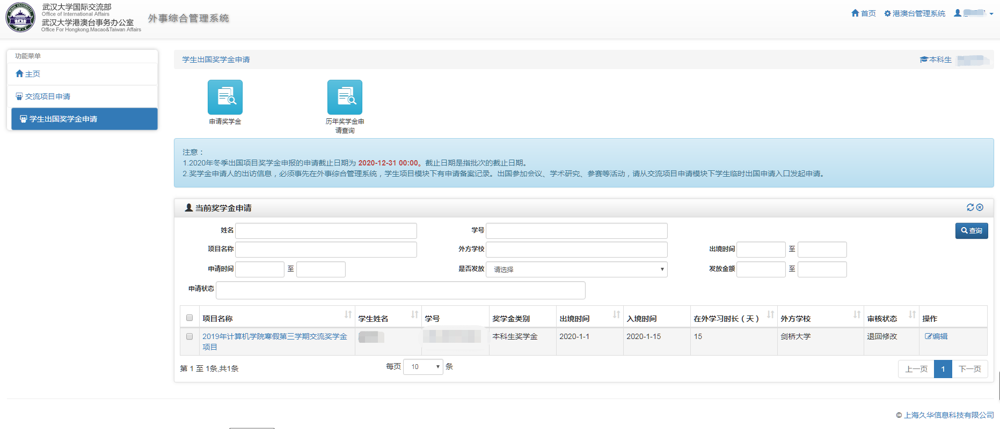 武汉大学国际交流部
Office of International Affairs
武汉大学港澳台事务办公室
Office For Hongkong.Macao&Taiwan Affairs
外事综合管理系统
首页
港澳台管理系统
功能菜单
主页
交流项目申请
学生出国奖学金申请
学生出国奖学金申请
本科生
申请奖学金
历年奖学金申
请查询
注意：
1.2020年冬季出国项目奖学金申报的申请截止日期为 2020-12-31 00:00。截止日期是指批次的截止日期。
2.奖学金申请人的出访信息，必须事先在外事综合管理系统，学生项目模块下有申请备案记录。出国参加会议、学术研究、参赛等活动，请从交流项目申请模块下学生临时出国申请入口发起申请。
当前奖学金申请
姓名
学号
查询
项目名称
外方学校
出境时间 至
申请时间 至
是否发放 请选择
发放金额 至
申请状态
项目名称 学生姓名 学号 奖学金类别 出境时间 入境时间 在外学习时长（天） 外方学校 审核状态 操作
2019年计算机学院寒假第三学期交流奖学金 本科生奖学金 2020-1-1 2020-1-15 15 剑桥大学 退回修改 编辑
项目
第 1 至 1条,共1条
每页 10 条
上一页 1 下一页
© 上海久华信息科技有限公司